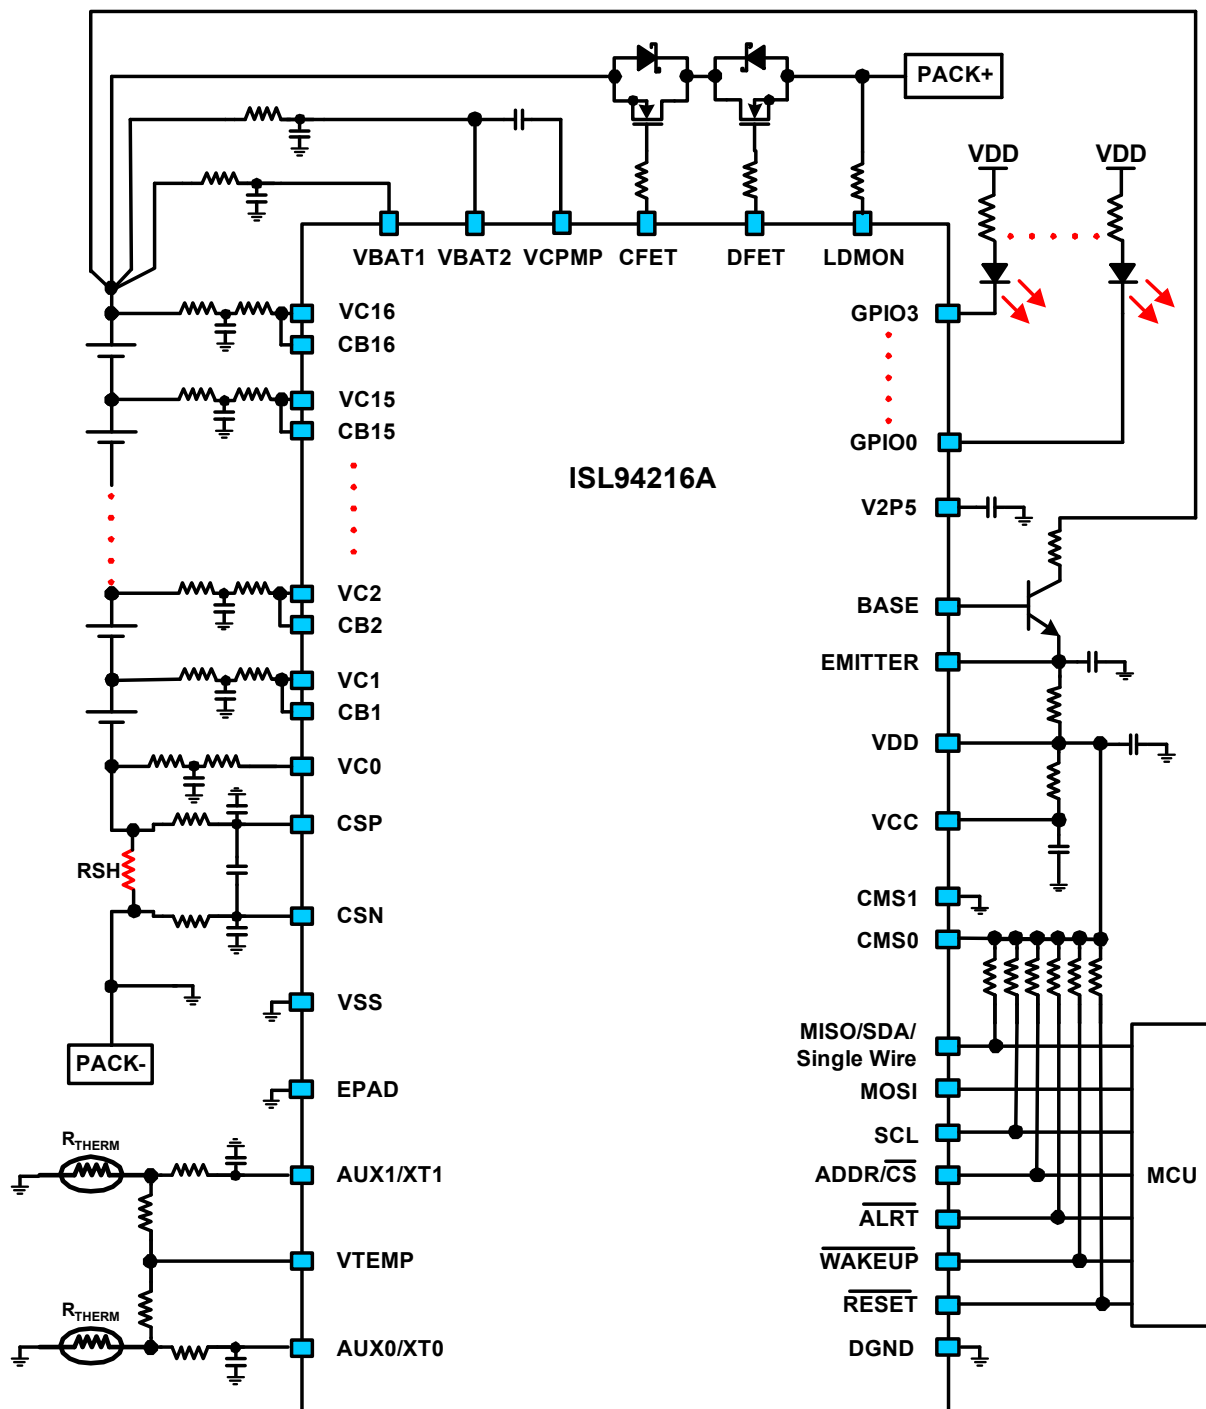 PACK+
VDD
VDD
VBAT1
VBAT2
VCPMP
CFET
DFET
LDMON
VC16
CB16
VC15
CB15
ISL94216A
GPIO3
GPIO0
V2P5
VC2
CB2
BASE
EMITTER
VC1
CB1
VDD
VC0
CSP
VCC
RSH
CSN
CMS1
CMS0
VSS
MISO/SDA/
Single Wire
PACK-
EPAD
MOSI
SCL
RTHERM
AUX1/XT1
ADDR/CS
MCU
ALRT
VTEMP
WAKEUP
RTHERM
RESET
AUX0/XT0
DGND